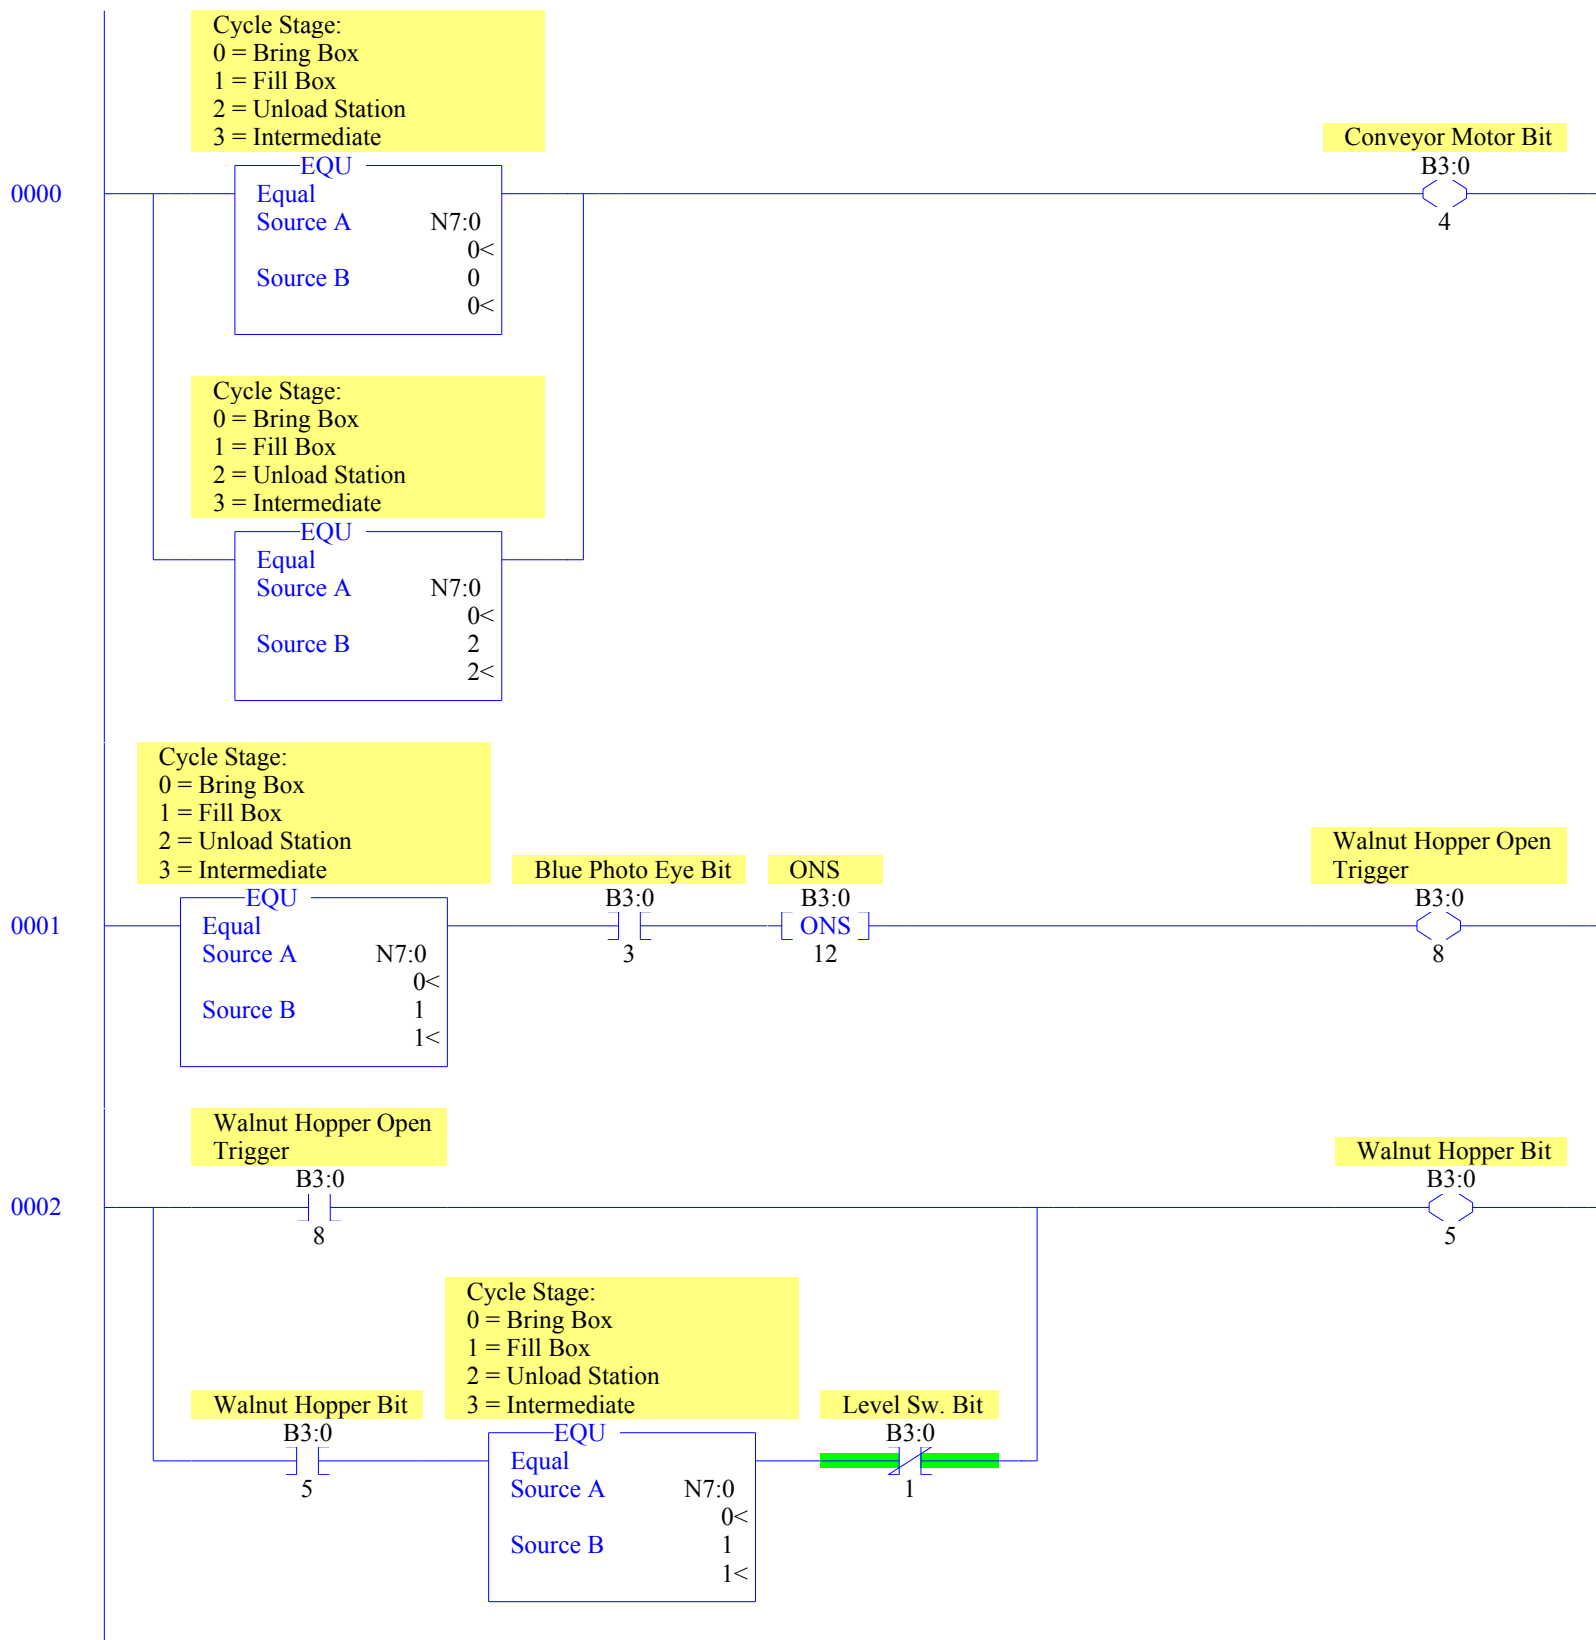 Cycle Stage:
0 = Bring Box
1 = Fill Box
2 = Unload Station
3 = Intermediate
Conveyor Motor Bit
EQU
B3:0
0000
Equal
Source A N7:0
4
0<
Source B 0
0<
Cycle Stage:
0 = Bring Box
1 = Fill Box
2 = Unload Station
3 = Intermediate
EQU
Equal
Source A N7:0
0<
Source B 2
2<
Cycle Stage:
0 = Bring Box
1 = Fill Box
2 = Unload Station
3 = Intermediate
Blue Photo Eye Bit
ONS
Walnut Hopper Open
Trigger
EQU
B3:0
B3:0
B3:0
0001
Equal
ONS
Source A N7:0
3
12
8
0<
Source B 1
1<
Walnut Hopper Open
Trigger
Walnut Hopper Bit
B3:0
B3:0
0002
8
5
Cycle Stage:
0 = Bring Box
1 = Fill Box
2 = Unload Station
3 = Intermediate
Walnut Hopper Bit
Level Sw. Bit
B3:0
EQU
B3:0
Equal
5
Source A N7:0
1
0<
Source B 1
1<